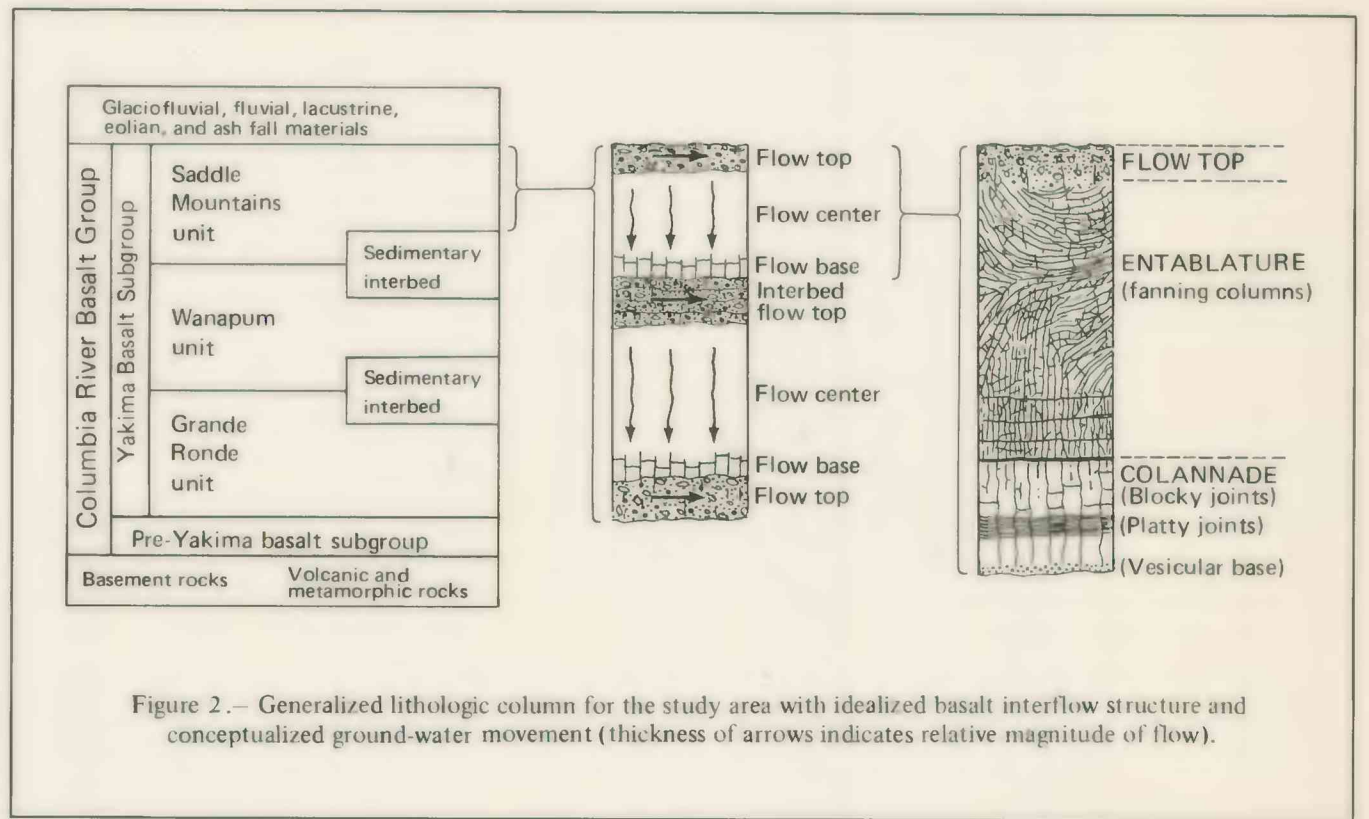 Glaciofluvial, fluvial, lacustrine,
eolian, and ash fall materials
Columbia River Basalt Group
Yakima Basalt Subgroup
Saddle
Mountains
unit
Sedimentary
interbed
Wanapum
unit
Sedimentary
interbed
Grande
Ronde
unit
Pre-Yakima basalt subgroup
Basement rocks
Volcanic and
metamorphic rocks
Flow top
Flow center
Flow base
Interbed
flow top
Flow center
Flow base
Flow top
FLOW TOP
ENTABLATURE
(fanning columns)
COLANNADE
(Blocky joints)
(Platty joints)
(Vesicular base)
Figure 2.– Generalized lithologic column for the study area with idealized basalt interflow structure and
conceptualized ground-water movement (thickness of arrows indicates relative magnitude of flow).